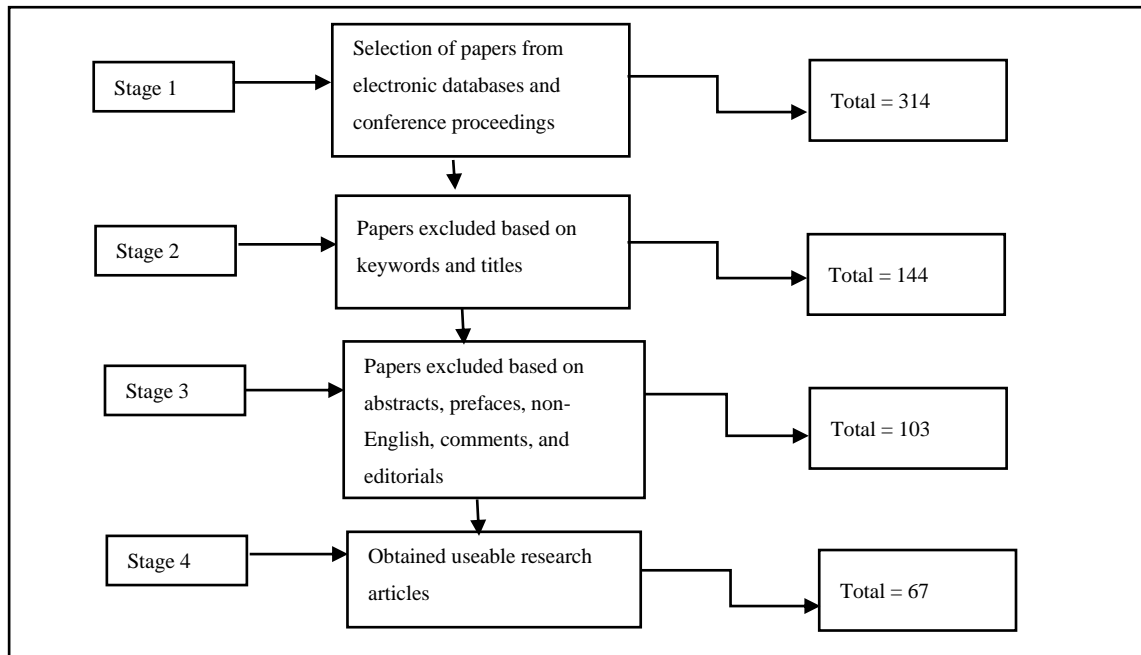 Stage 1
Selection of papers from
electronic databases and
conference proceedings
Total = 314
Stage 2
Papers excluded based on
keywords and titles
Total = 144
Stage 3
Papers excluded based on
abstracts, prefaces, non-
English, comments, and
editorials
Total = 103
Stage 4
Obtained useable research
articles
Total = 67